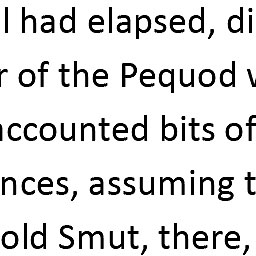 l had elapsed, di
r of the Pequod
accounted bits of
nces, assuming t
old Smut, there,